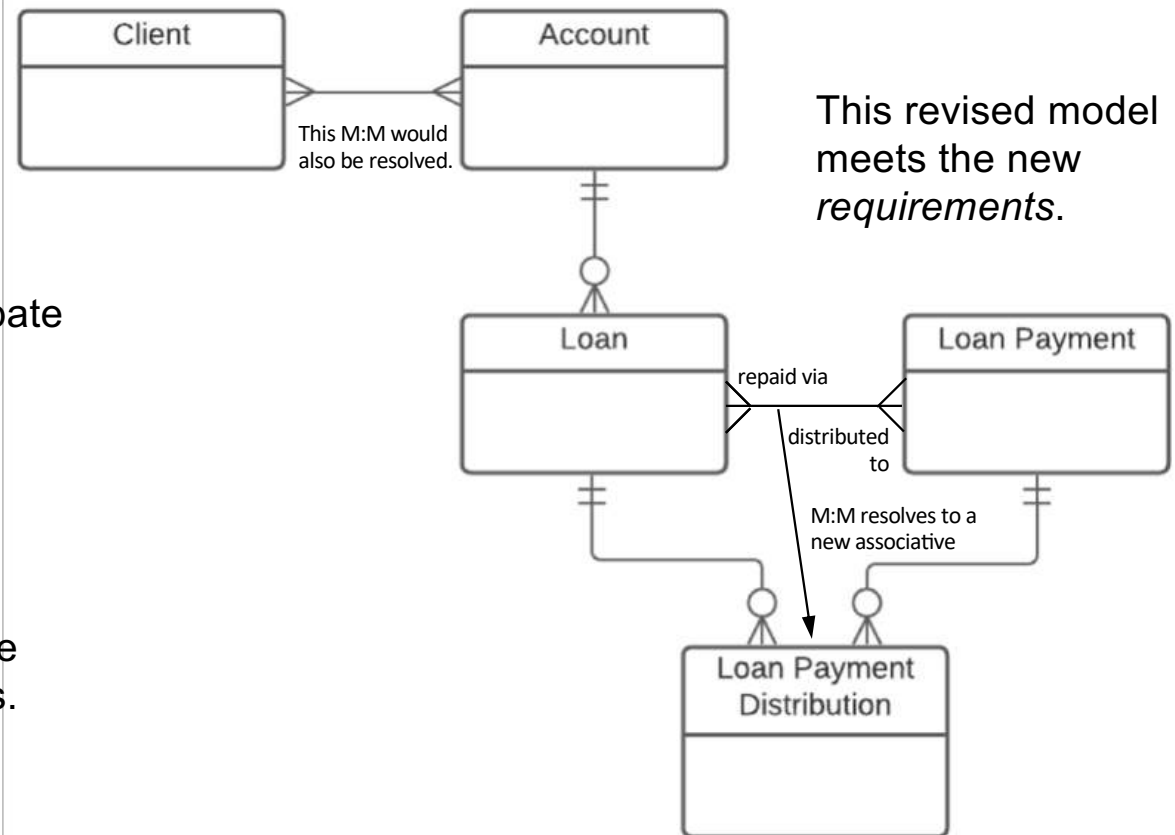 Client
Account
This M:M would
also be resolved.
This revised model
meets the new
requirements.
Loan
Loan Payment
repaid via
distributed
to
M:M resolves to a
new associative
Loan Payment
Distribution